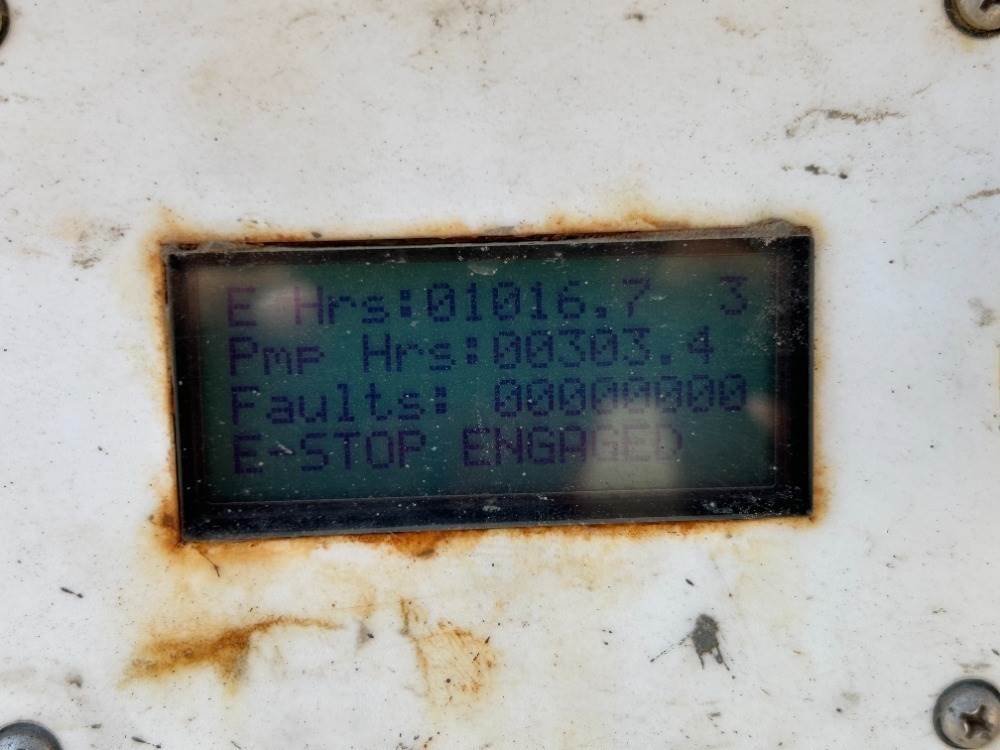 E Hrs:01016.7 3
Pmp Hrs:00303.4
Faults: 00000000
E-STOP ENGAGED